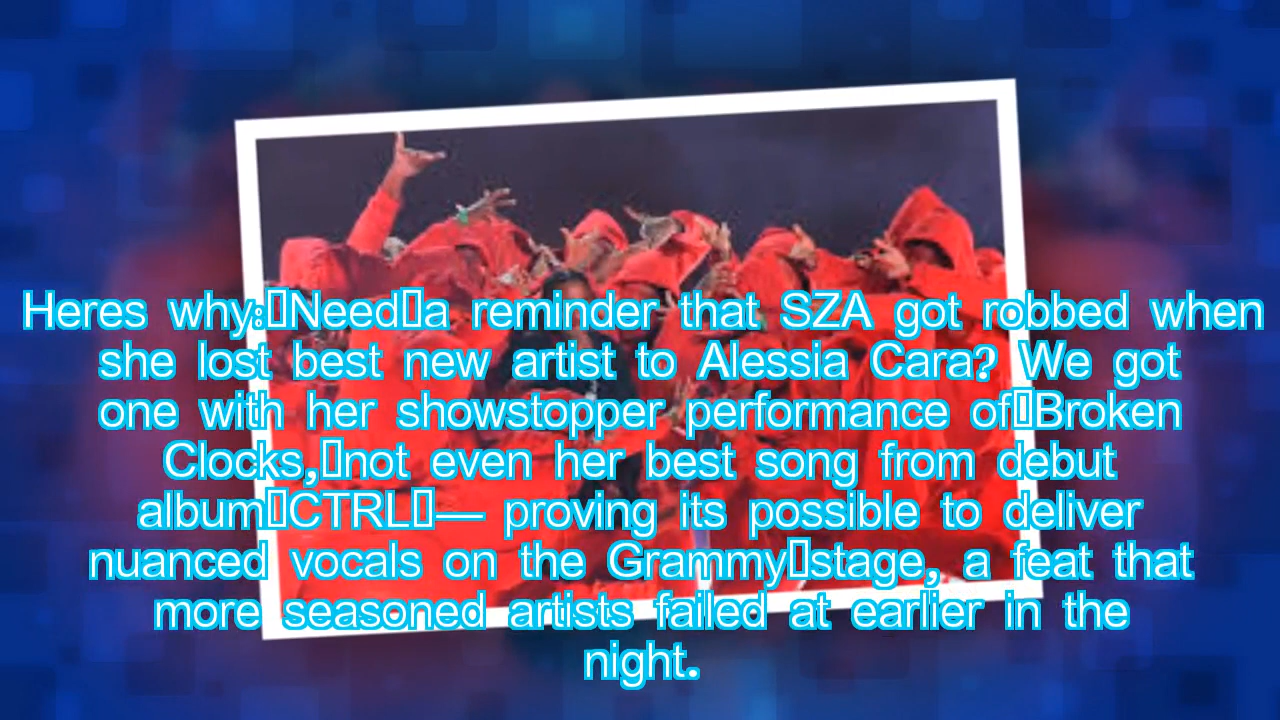 Heres why:▯Need▯a reminder that SZA got robbed when
she lost best new artist to Alessia Cara? We got
one with her showstopper performance of▯Broken
Clocks,▯not even her best song from debut
album▯CTRL▯— proving its possible to deliver
nuanced vocals on the Grammy▯stage, a feat that
more seasoned artists failed at earlier in the
night.